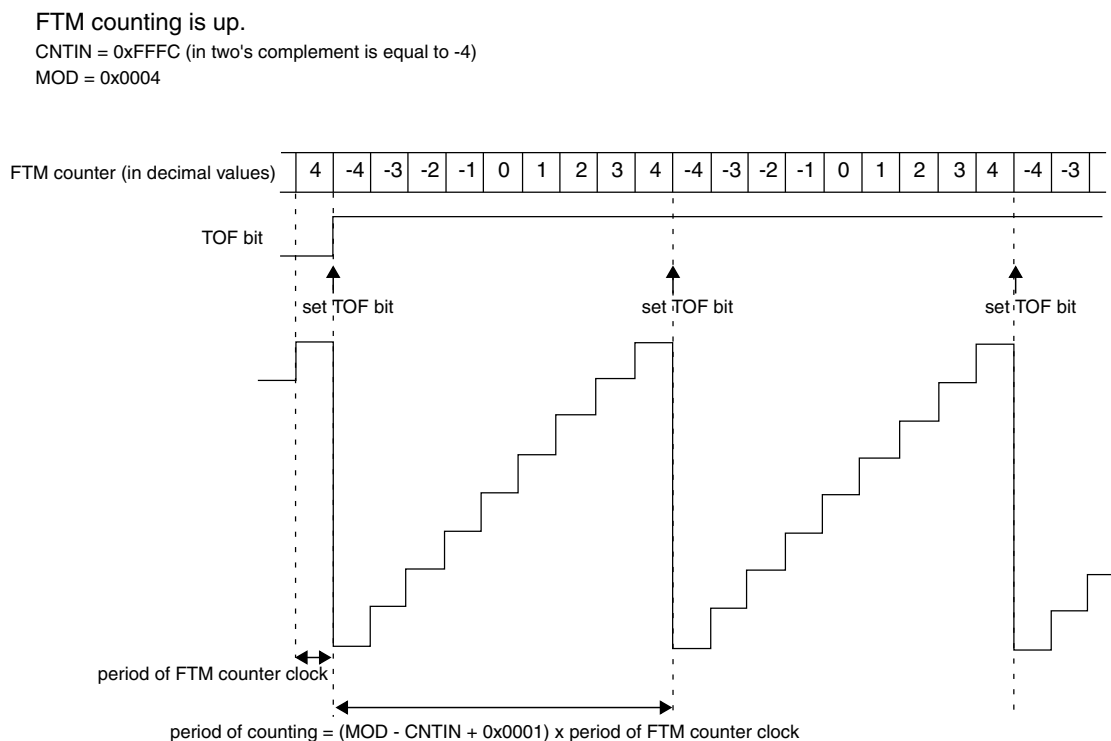 FTM counting is up.
CNTIN = 0xFFFC (in two's complement is equal to -4)
MOD = 0x0004
FTM counter (in decimal values) 4 -4 -3 -2 -1 0 1 2 3 4 -4 -3 -2 -1 0 1 2 3 4 -4 -3
TOF bit
set TOF bit set TOF bit set TOF bit
period of FTM counter clock
period of counting = (MOD - CNTIN + 0x0001) x period of FTM counter clock